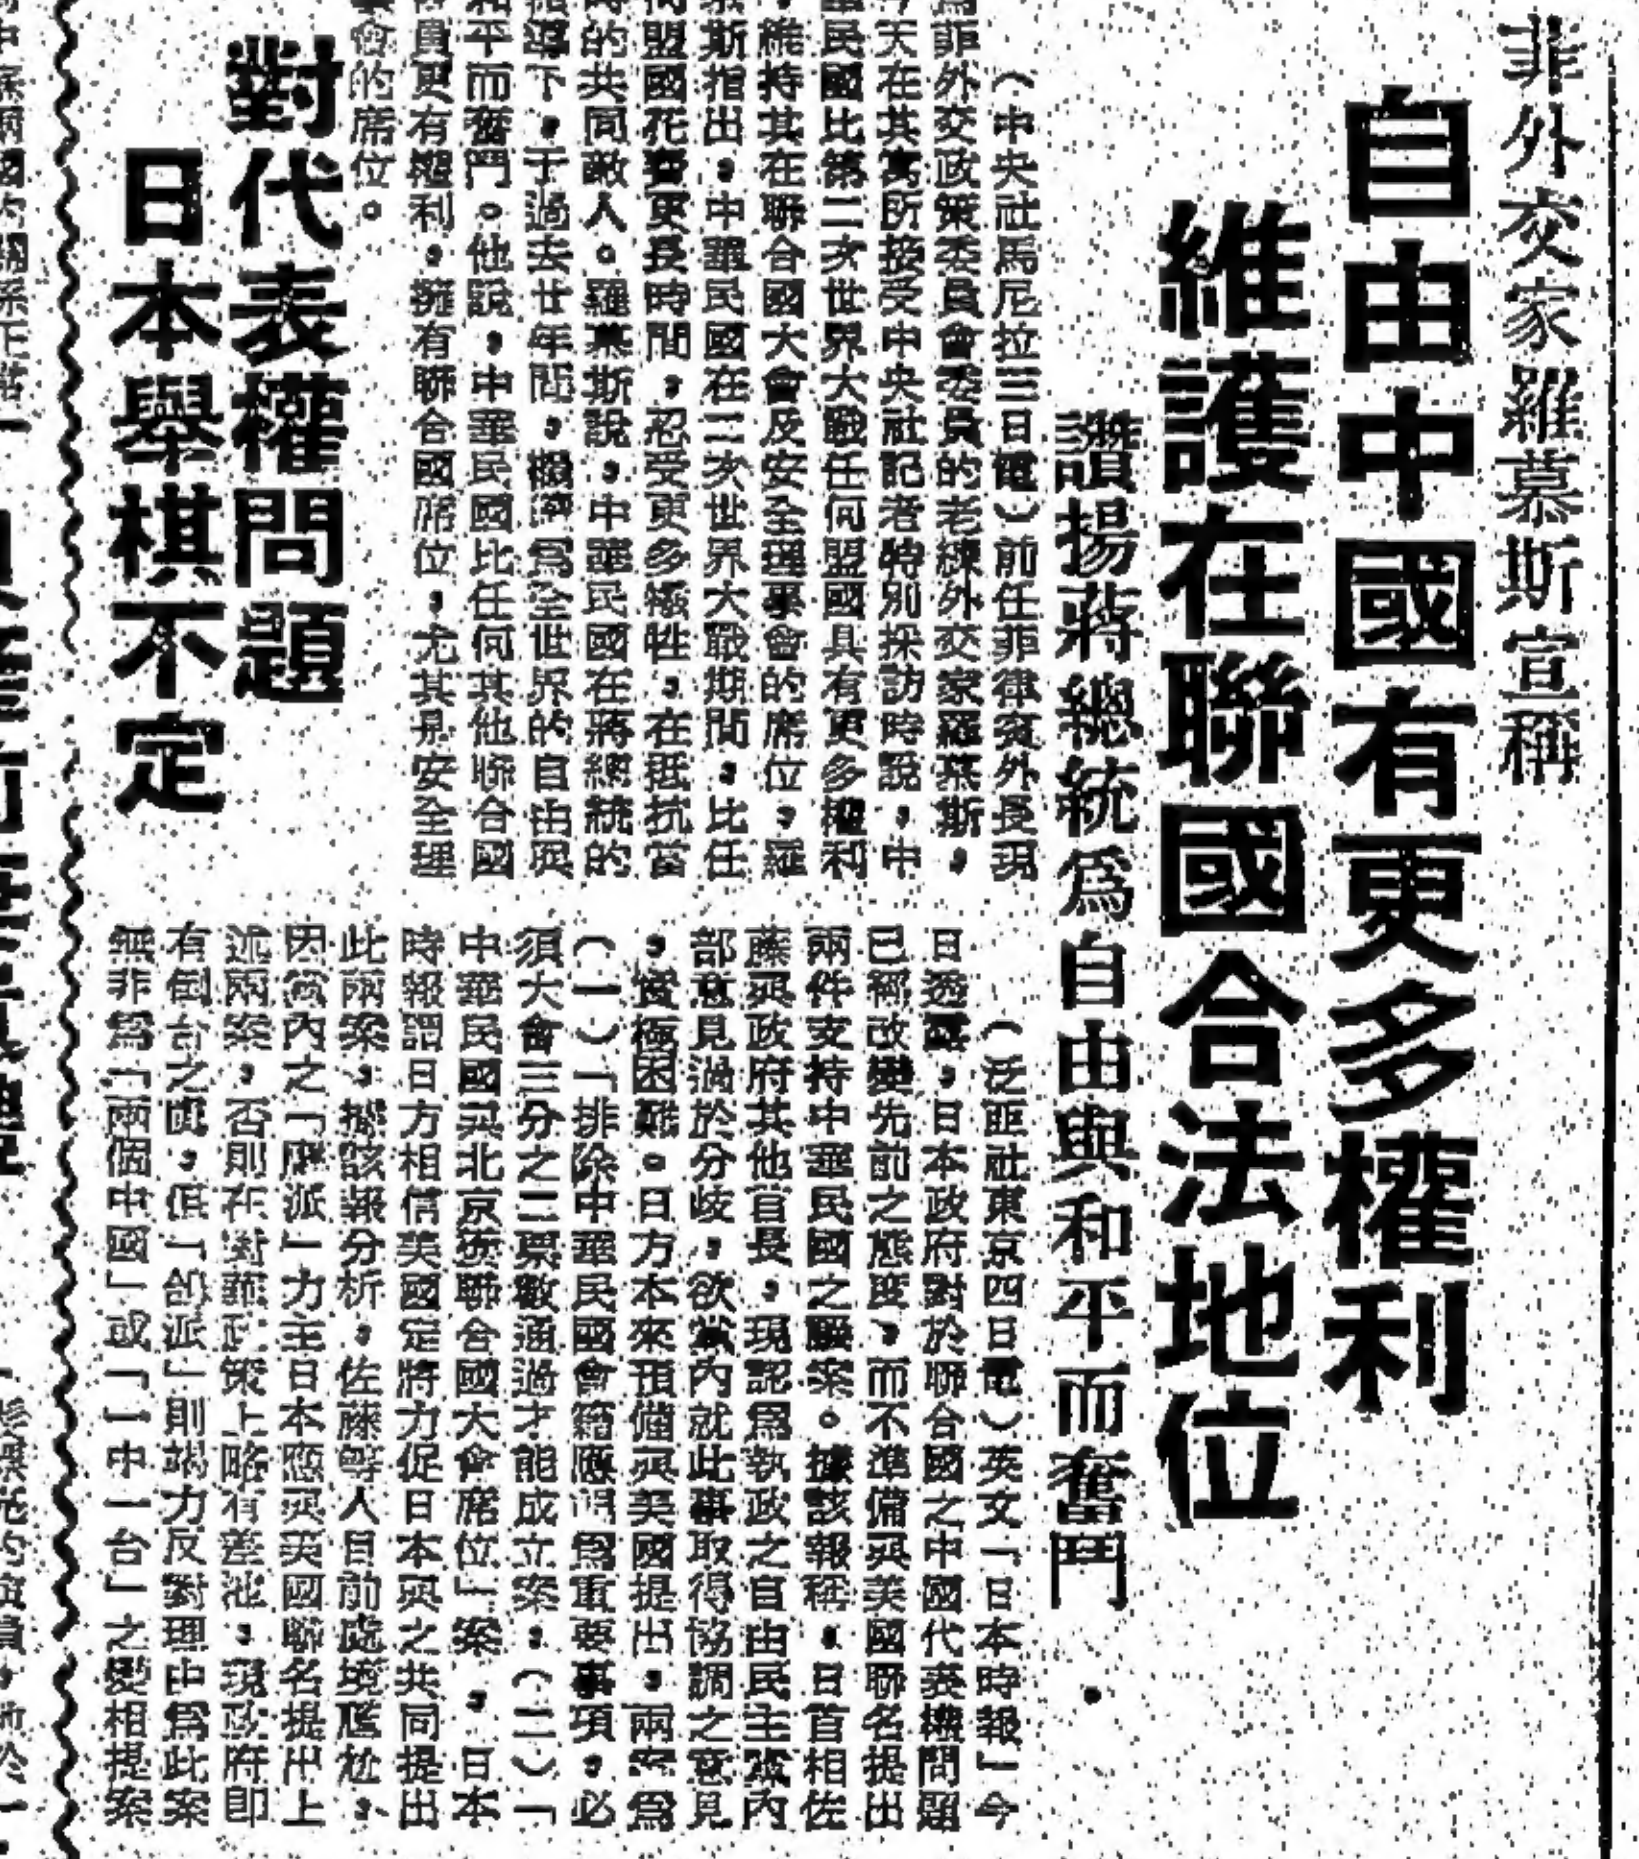 菲外交家羅慕斯宣稱
自由中國有更多權利
維護在聯國合法地位
讚揚蔣總統爲自由與和平而奮鬥
（中央社馬尼拉三日電）前任菲律賓外長現
爲菲外交政策委員會委員的老練外交家羅慕斯，
今天在其寓所接受中央社記者特別採訪時說，中
華民國比第二次世界大戰任何盟國具有更多權利
，維持其在聯合國大會及安全理事會的席位，羅
慕斯指出，中華民國在二次世界大戰期間，比任
何盟國花費更長時間，忍受更多犧牲，在抵抗當
時的共同敵人。羅慕斯說，中華民國在蔣總統的
領導下，于過去廿年間，繼續爲全世界的自由與
和平而奮鬥。他說，中華民國比任何其他聯合國
會員更有權利，擁有聯合國席位，尤其是安全理
事會的席位。
對代表權問題
日本舉棋不定
（泛亞社東京四日電）英文「日本時報」今
日透露，日本政府對於聯合國之中國代表權問題
已稍改變先前之態度，而不準備與美國聯名提出
兩件支持中華民國之議案。據該報稱，日首相佐
藤與政府其他首長，現認爲執政之自由民主黨內
部意見過於分歧，欲黨內就此事取得協調之意見
，實極困難。日方本來預備與美國提出，兩案爲
（一）「排除中華民國會籍應視爲重要事項，必
須大會三分之二票數通過才能成立案，（二）「
中華民國與北京並聯合國大會席位」案，日本
時報謂日方相信美國定將力促日本與之共同提出
此兩案，據該報分析，佐藤等人目前處境尷尬，
因黨內之「鷹派」力主日本應與美國聯名提出上
述兩案，否則在對華政策上略有差池，現政府即
有倒台之虞，但「鴿派」則竭力反對理由爲此案
無非爲「兩個中國」或「一中一台」之變相提案